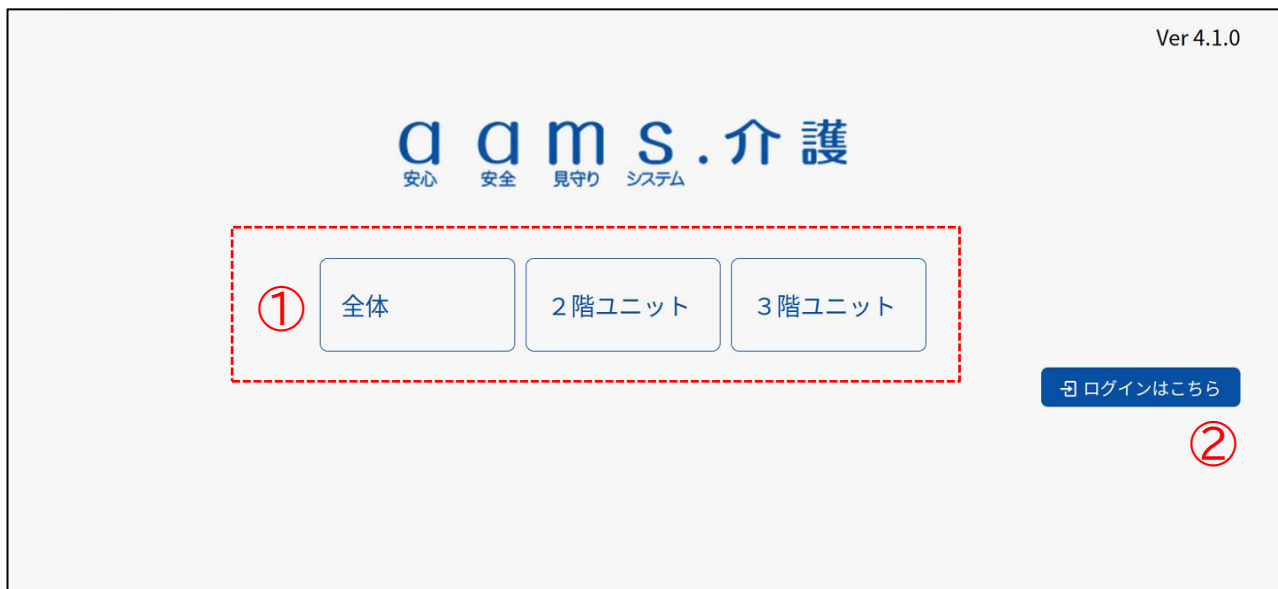 Ver 4.1.0
aams.介護
安心 安全 見守り システム
① 全体 ２階ユニット ３階ユニット
ログインはこちら
②